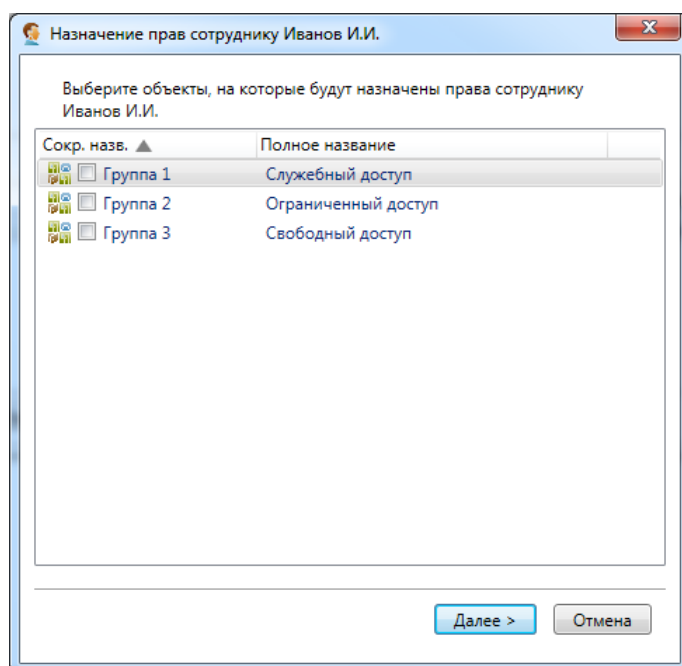 Назначение прав сотруднику Иванов И.И.
Выберите объекты, на которые будут назначены права сотруднику
Иванов И.И.
Сокр. назв. Полное название
Группа 1 Служебный доступ
Группа 2 Ограниченный доступ
Группа 3 Свободный доступ
Далее > Отмена